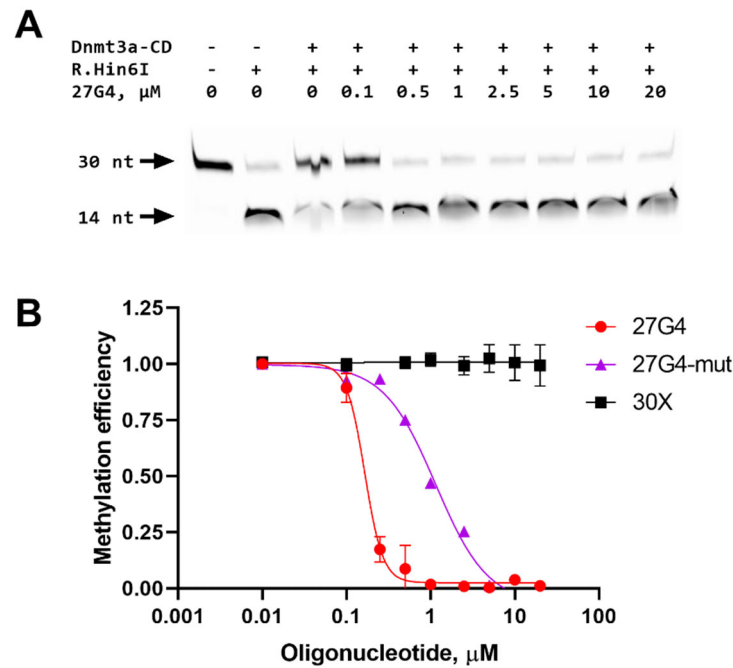 A
Dnmt3a-CD - - + + + + + + + +
R.Hin6I - + + + + + + + + +
27G4, μM 0 0 0 0.1 0.5 1 2.5 5 10 20
30 nt
14 nt
B
Methylation efficiency
1.25
1.00
0.75
0.50
0.25
0.00
0.001 0.01 0.1 1 10 100
Oligonucleotide, μM
27G4
27G4-mut
30X